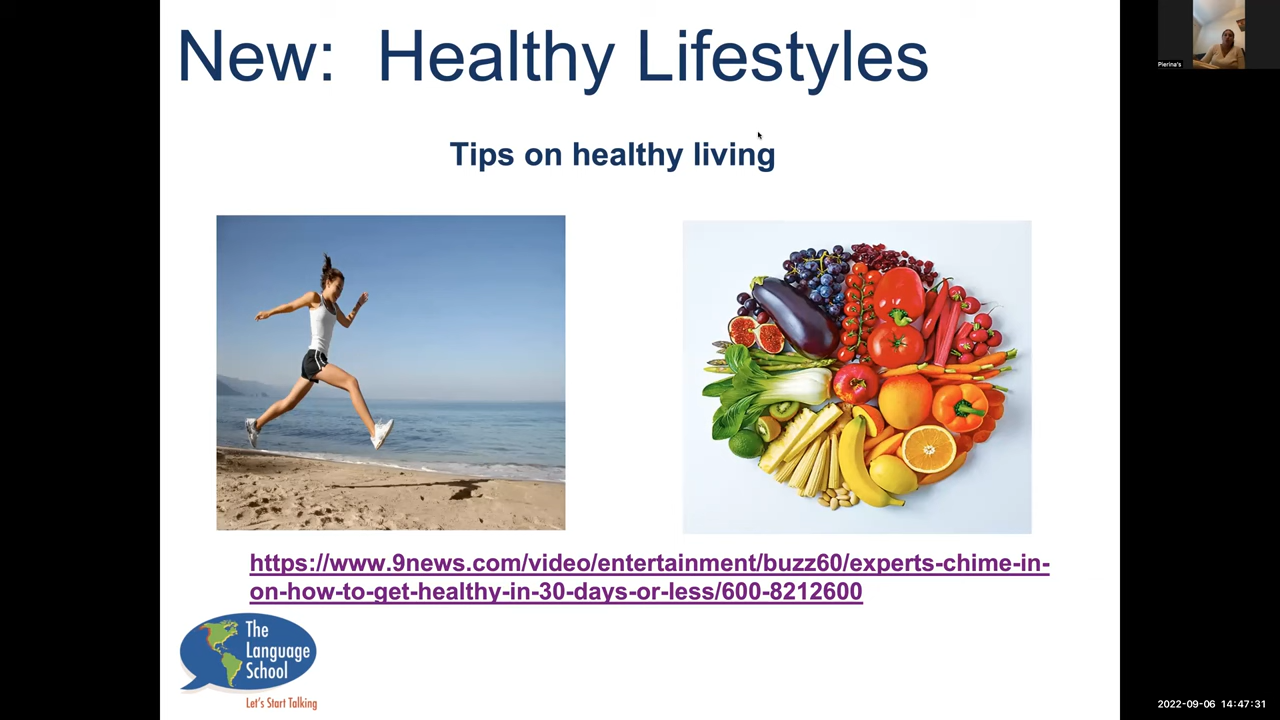 New: Healthy Lifestyles
Pierina's
Tips on healthy living
https://www.9news.com/video/entertainment/buzz60/experts-chime-in-
on-how-to-get-healthy-in-30-days-or-less/600-8212600
The
Language
School
Let's Start Talking
2022-09-06 14:47:31